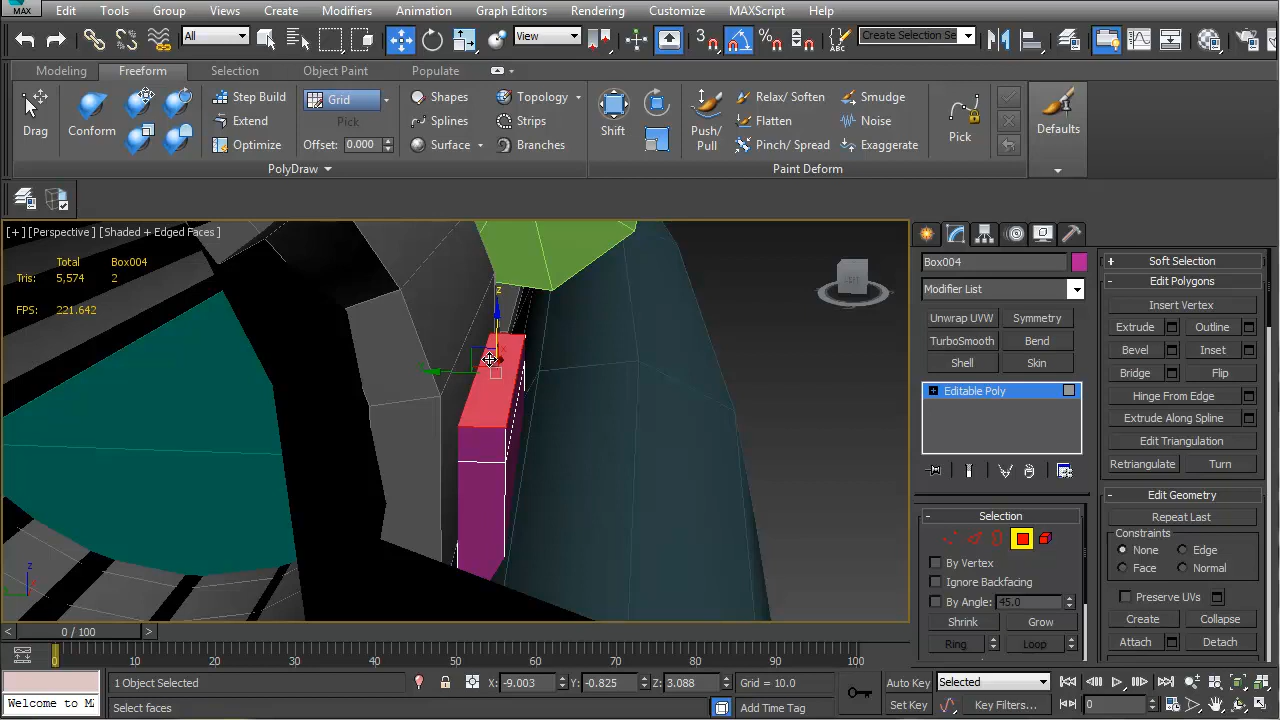 MAX
Edit Tools Group Views Create Modifiers Animation Graph Editors Rendering Customize MAXScript Help
All View 3 Create Selection Se
Modeling Freeform Selection Object Paint Populate
Drag Conform Step Build Extend Optimize Grid Pick Offset: 0.000 Shapes Splines Surface Topology Strips Branches Shift Push/Pull Relax/ Soften Flatten Pinch/ Spread Smudge Noise Exaggerate Pick Defaults
PolyDraw Paint Deform
[+] [Perspective ] [Shaded + Edged Faces ]
Total Box004
Tris: 5,574 2
FPS: 221.642
z
z
x
Box004
Modifier List
Unwrap UVW Symmetry
TurboSmooth Bend
Shell Skin
Editable Poly
- Selection
By Vertex
Ignore Backfacing
By Angle: 45.0
Shrink Grow
Ring Loop
+ Soft Selection
- Edit Polygons
Insert Vertex
Extrude Outline
Bevel Inset
Bridge Flip
Hinge From Edge
Extrude Along Spline
Edit Triangulation
Retriangulate Turn
- Edit Geometry
Repeat Last
Constraints
None Edge
Face Normal
Preserve UVs
Create Collapse
Attach Detach
< 0 / 100 >
0 10 20 30 40 50 60 70 80 90 100
1 Object Selected X: -9.003 Y: -0.825 Z: 3.088 Grid = 10.0 Auto Key Selected
Welcome to M Select faces Add Time Tag Set Key Key Filters... 0